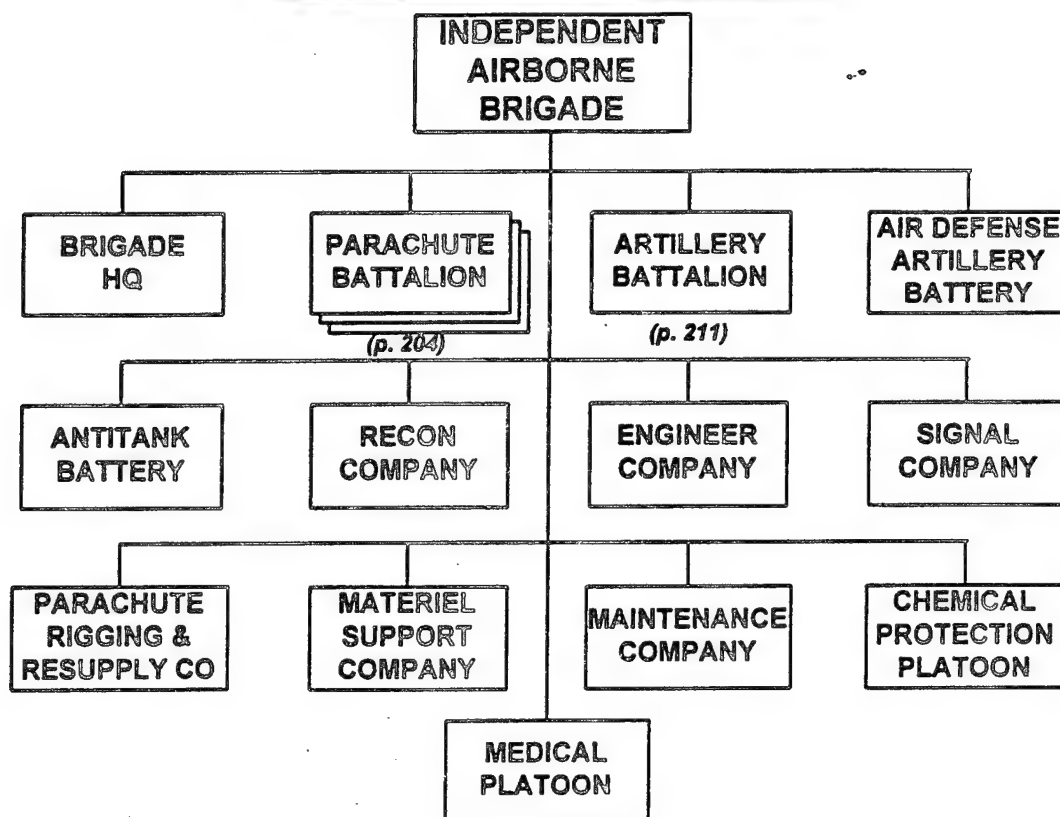 INDEPENDENT
AIRBORNE
BRIGADE
BRIGADE
HQ
PARACHUTE
BATTALION
(p. 204)
ARTILLERY
BATTALION
(p. 211)
AIR DEFENSE
ARTILLERY
BATTERY
ANTITANK
BATTERY
RECON
COMPANY
ENGINEER
COMPANY
SIGNAL
COMPANY
PARACHUTE
RIGGING &
RESUPPLY CO
MATERIEL
SUPPORT
COMPANY
MAINTENANCE
COMPANY
CHEMICAL
PROTECTION
PLATOON
MEDICAL
PLATOON